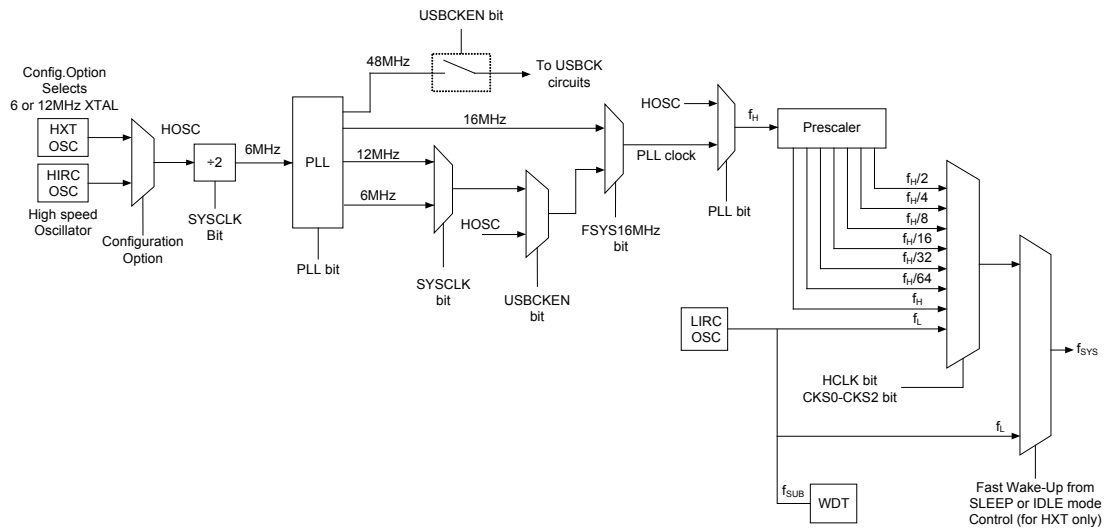 USBCKEN bit
48MHz
To USBCK
circuits
Config.Option
Selects
6 or 12MHz XTAL
HXT
OSC
HIRC
OSC
High speed
Oscillator
Configuration
Option
HOSC
÷2
SYSCLK
Bit
6MHz
PLL
PLL bit
16MHz
12MHz
6MHz
HOSC
SYSCLK
bit
USBCKEN
bit
FSYS16MHz
bit
PLL clock
HOSC
PLL bit
fH
Prescaler
fH/2
fH/4
fH/8
fH/16
fH/32
fH/64
fH
fL
LIRC
OSC
HCLK bit
CKS0-CKS2 bit
fSYS
fL
fSUB
WDT
Fast Wake-Up from
SLEEP or IDLE mode
Control (for HXT only)